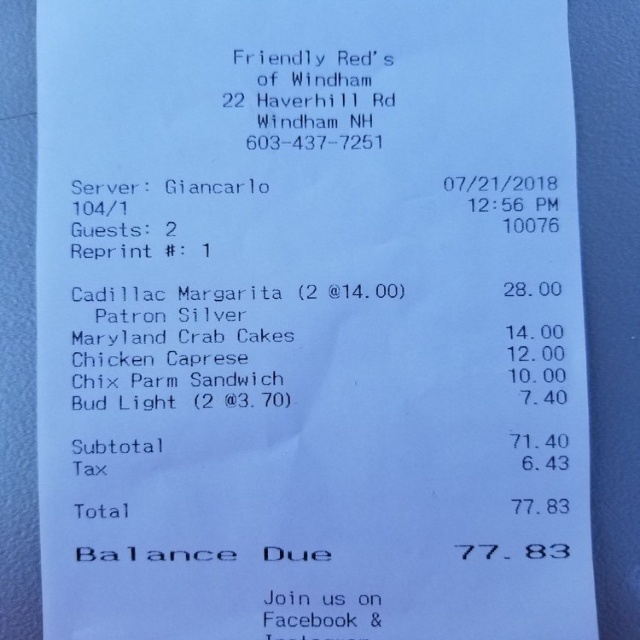 Friendly Red's
of Windham
22 Haverhill Rd
Windham NH
603-437-7251
Server: Giancarlo 07/21/2018
104/1 12:56 PM
Guests: 2 10076
Reprint #: 1
Cadillac Margarita (2 @14.00) 28.00
Patron Silver
Maryland Crab Cakes 14.00
Chicken Caprese 12.00
Chix Parm Sandwich 10.00
Bud Light (2 @3.70) 7.40
Subtotal 71.40
Tax 6.43
Total 77.83
Balance Due 77.83
Join us on
Facebook &